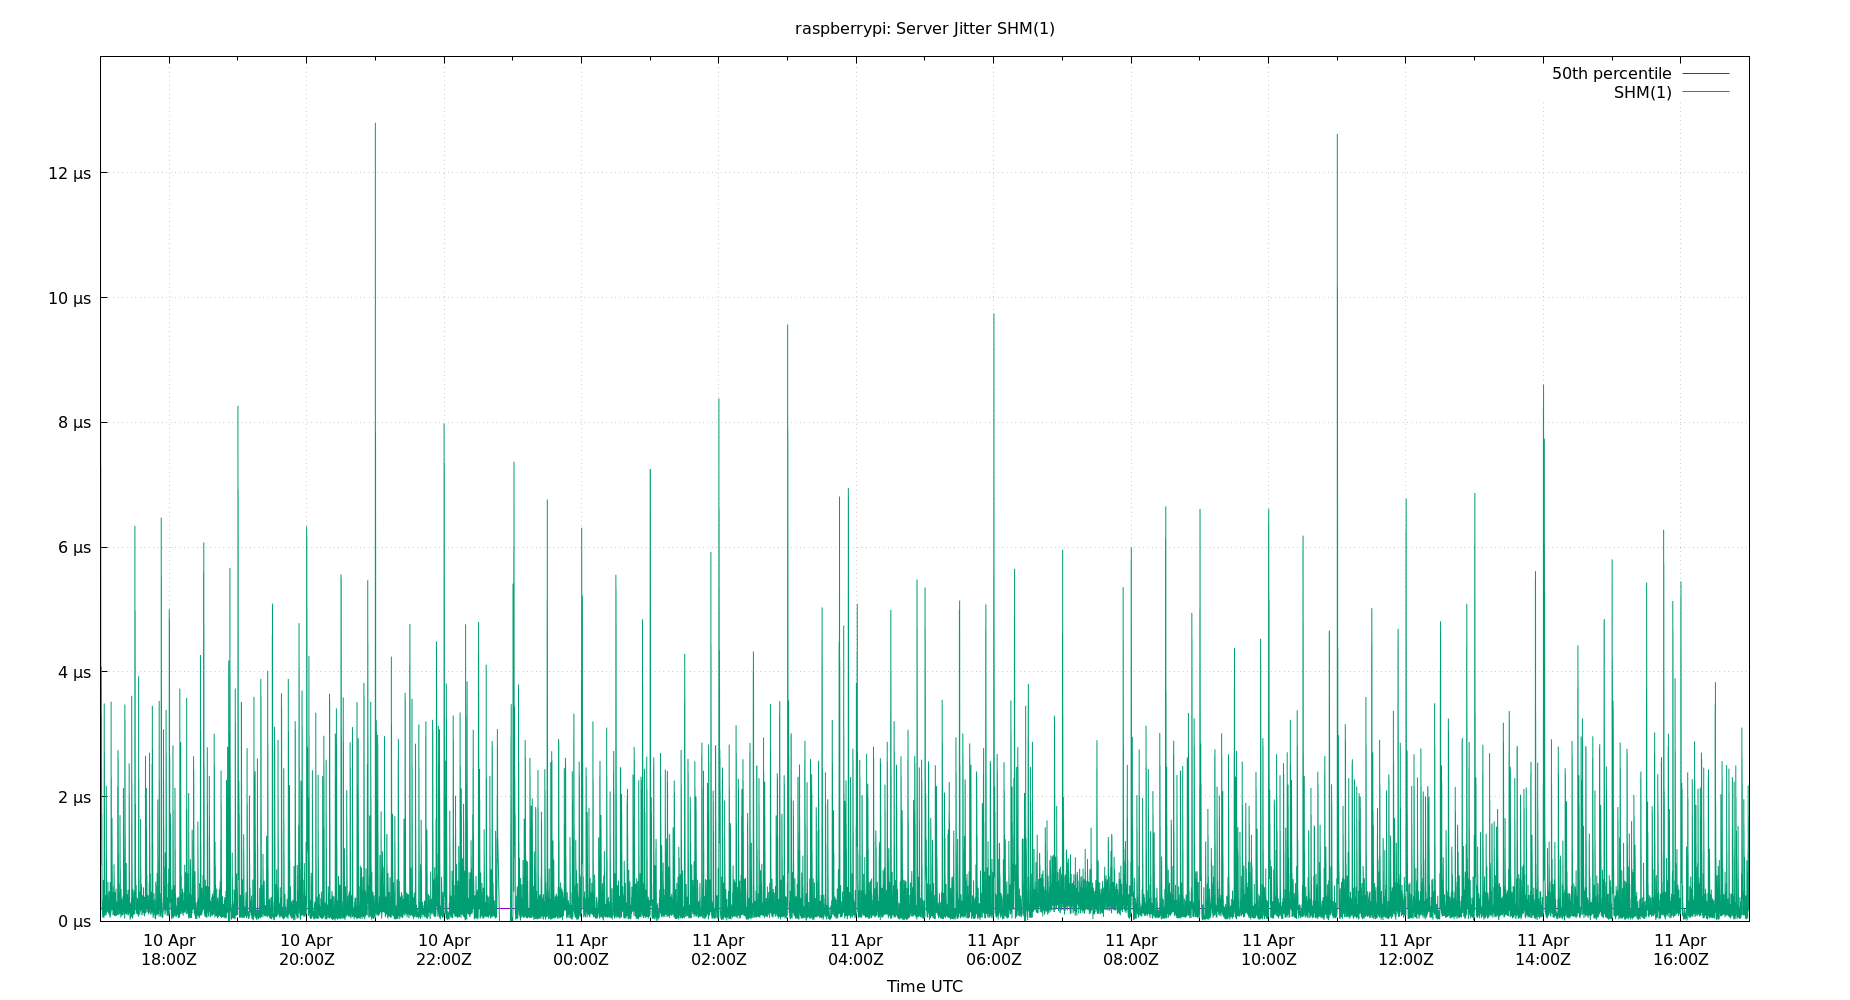 raspberrypi: Server Jitter SHM(1)
50th percentile
SHM(1)
12 µs
10 µs
8 µs
6 µs
4 µs
2 µs
0 µs
10 Apr 10 Apr 10 Apr 11 Apr 11 Apr 11 Apr 11 Apr 11 Apr 11 Apr 11 Apr 11 Apr 11 Apr
18:00Z 20:00Z 22:00Z 00:00Z 02:00Z 04:00Z 06:00Z 08:00Z 10:00Z 12:00Z 14:00Z 16:00Z
Time UTC